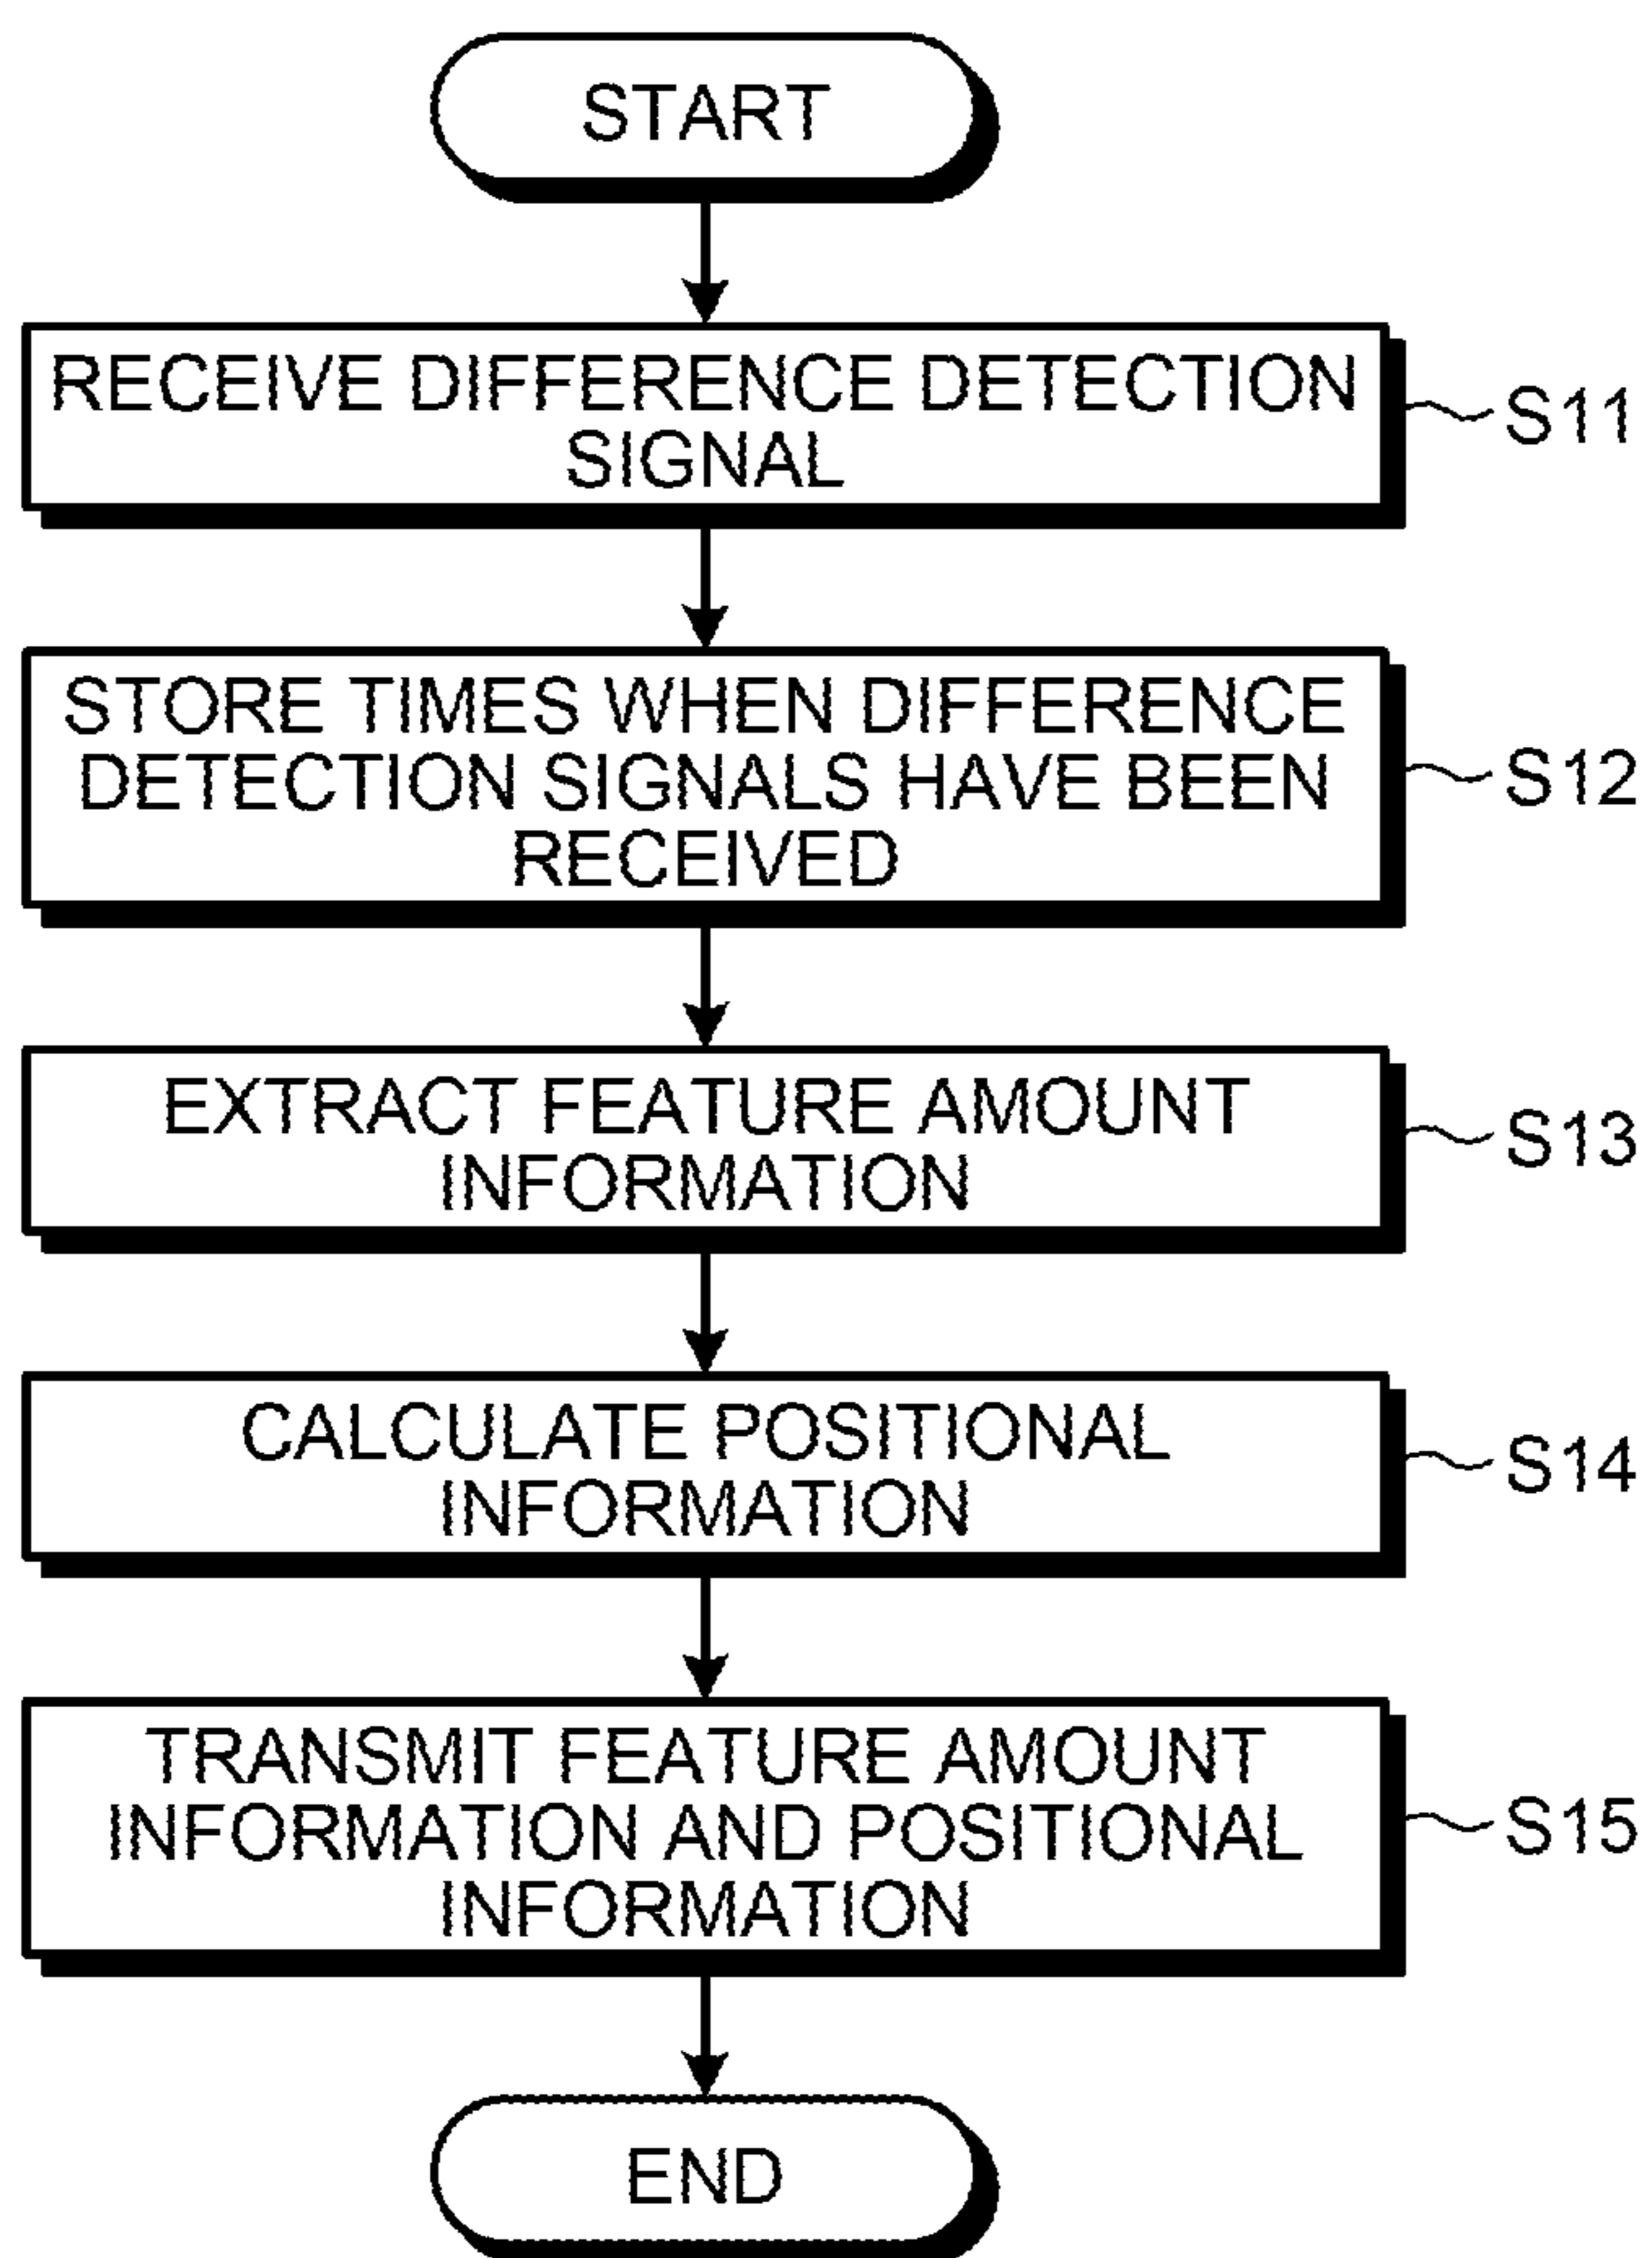 START
RECEIVE DIFFERENCE DETECTION
SIGNAL
S11
STORE TIMES WHEN DIFFERENCE
DETECTION SIGNALS HAVE BEEN
RECEIVED
S12
EXTRACT FEATURE AMOUNT
INFORMATION
S13
CALCULATE POSITIONAL
INFORMATION
S14
TRANSMIT FEATURE AMOUNT
INFORMATION AND POSITIONAL
INFORMATION
S15
END